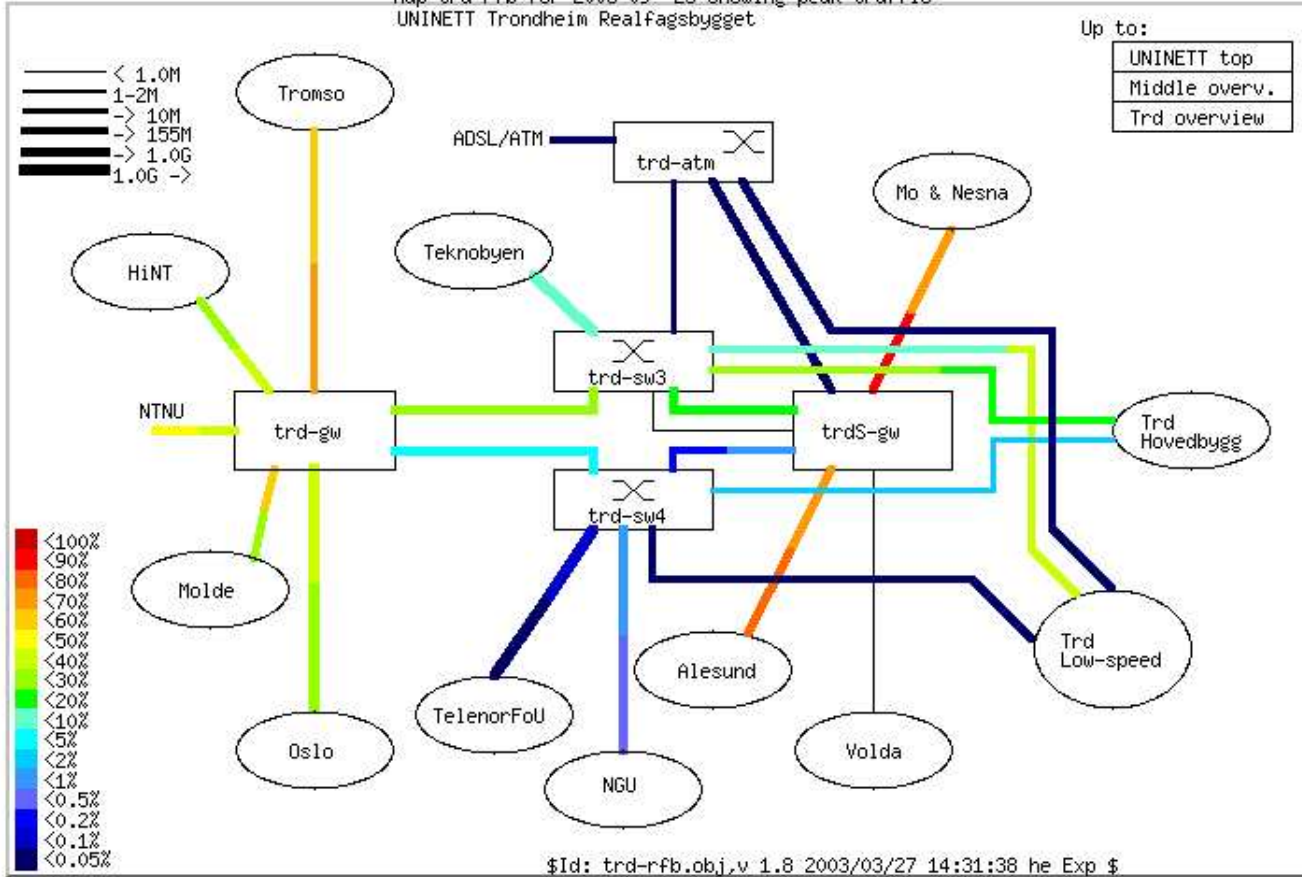 UNINETT Trondheim Realfagsbygget
Up to:
UNINETT top
Middle overv.
Trd overview
< 1.0M
1-2M
-> 10M
-> 155M
-> 1.0G
1.0G ->
Tromso
ADSL/ATM
trd-atm
Mo & Nesna
Teknobyen
HiNT
trd-sw3
NTNU
trd-gw
trdS-gw
Trd
Hovedbygg
trd-sw4
<100%
<90%
<80%
<70%
<60%
<50%
<40%
<30%
<20%
<10%
<5%
<2%
<1%
<0.5%
<0.2%
<0.1%
<0.05%
Molde
Trd
Low-speed
Alesund
TelenorFoU
Oslo
Volda
NGU
$Id: trd-rfb.obj,v 1.8 2003/03/27 14:31:38 he Exp $